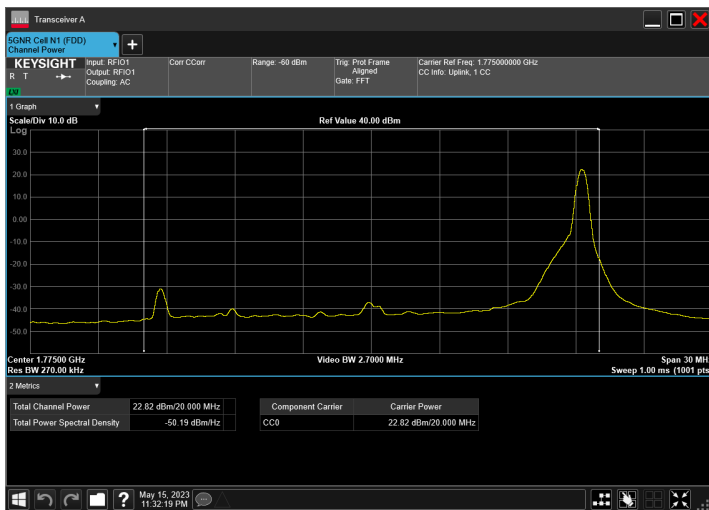 Transceiver A
5GNR Cell N1 (FDD)
Channel Power
KEYSIGHT
R T
LXI
Input: RFIO1
Output: RFIO1
Coupling: AC
Corr CCorr
Range: -60 dBm
Trig: Prot Frame
Aligned
Gate: FFT
Carrier Ref Freq: 1.775000000 GHz
CC Info: Uplink, 1 CC
1 Graph
Scale/Div 10.0 dB
Ref Value 40.00 dBm
Log
30.0
20.0
10.0
0.00
-10.0
-20.0
-30.0
-40.0
-50.0
Center 1.77500 GHz
Video BW 2.7000 MHz
Span 30 MH
Res BW 270.00 kHz
Sweep 1.00 ms (1001 pts
2 Metrics
Total Channel Power 22.82 dBm/20.000 MHz
Total Power Spectral Density -50.19 dBm/Hz
Component Carrier Carrier Power
CC0 22.82 dBm/20.000 MHz
?
May 15, 2023
11:32:19 PM